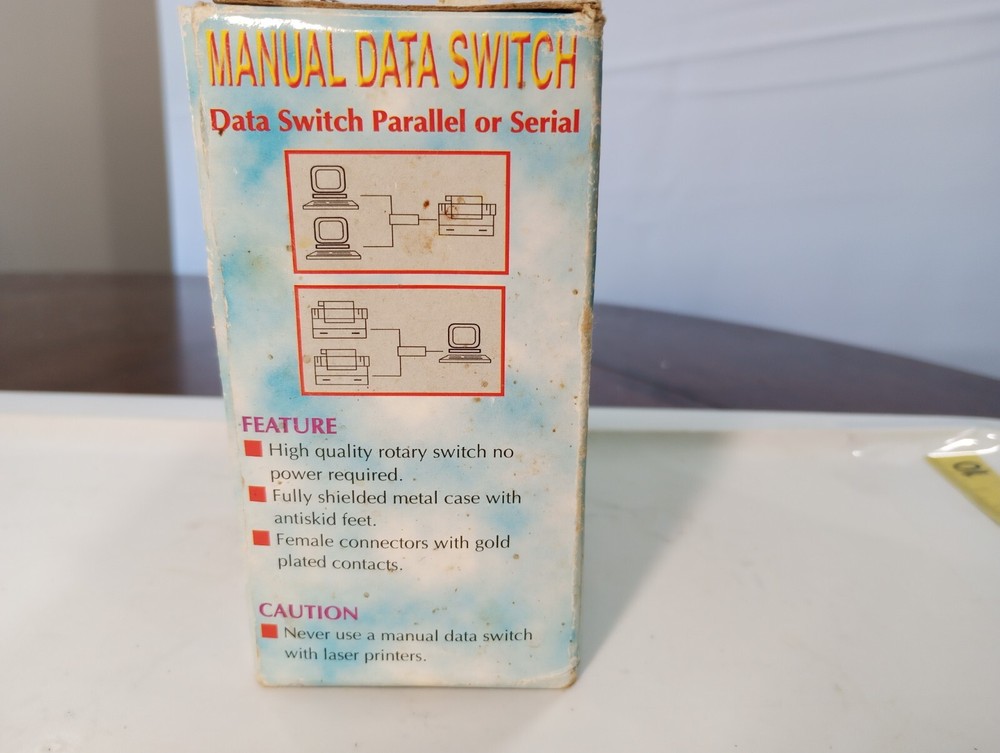 MANUAL DATA SWITCH
Data Switch Parallel or Serial
FEATURE
High quality rotary switch no
power required.
Fully shielded metal case with
antiskid feet.
Female connectors with gold
plated contacts.
CAUTION
Never use a manual data switch
with laser printers.